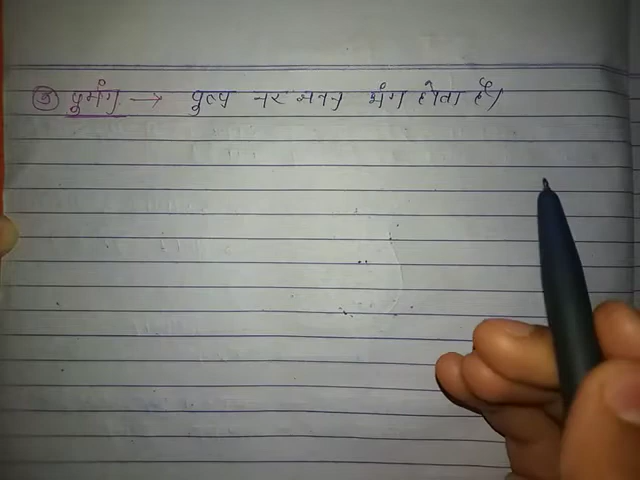 ③ पुमंग → पुष्प नर जनन अंग होता है।